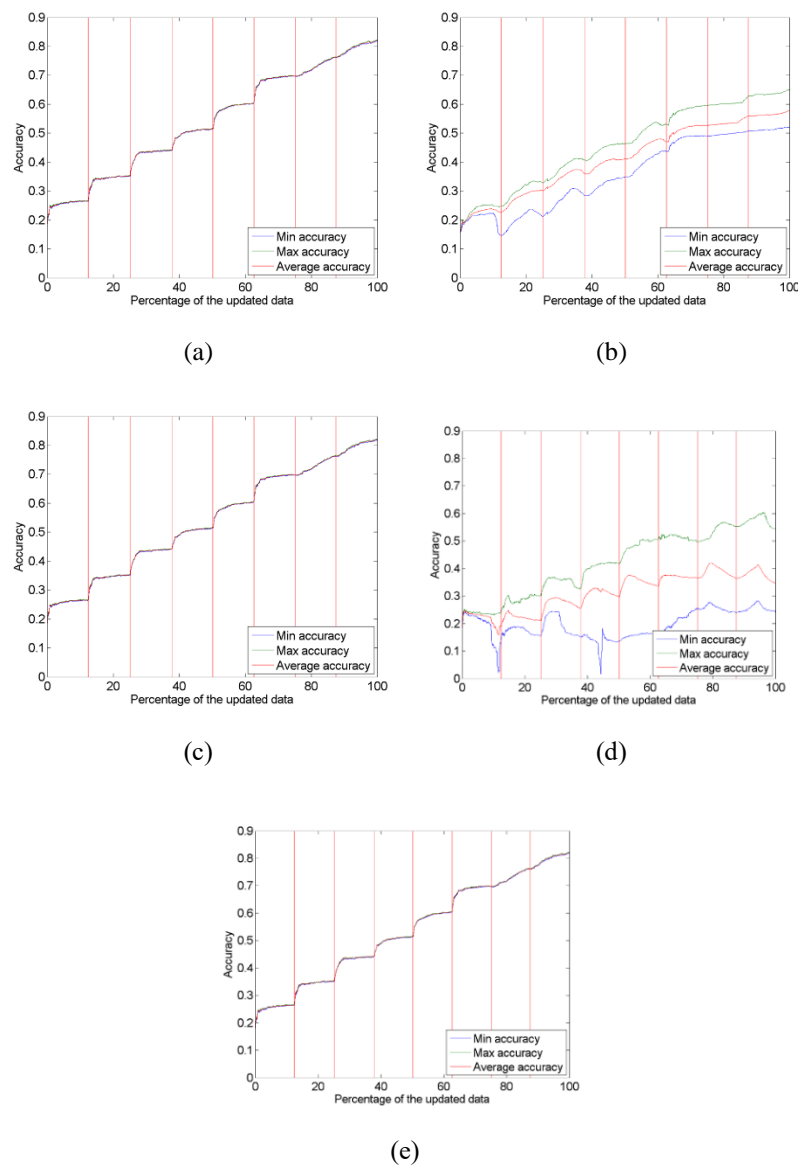 0.9
0.8
0.7
0.6
0.5
0.4
0.3
0.2
0.1
0
Accuracy
0 20 40 60 80 100
Percentage of the updated data
Min accuracy
Max accuracy
Average accuracy
(a)
0.9
0.8
0.7
0.6
0.5
0.4
0.3
0.2
0.1
0
Accuracy
0 20 40 60 80 100
Percentage of the updated data
Min accuracy
Max accuracy
Average accuracy
(b)
0.9
0.8
0.7
0.6
0.5
0.4
0.3
0.2
0.1
0
Accuracy
0 20 40 60 80 100
Percentage of the updated data
Min accuracy
Max accuracy
Average accuracy
(c)
0.9
0.8
0.7
0.6
0.5
0.4
0.3
0.2
0.1
0
Accuracy
0 20 40 60 80 100
Percentage of the updated data
Min accuracy
Max accuracy
Average accuracy
(d)
0.9
0.8
0.7
0.6
0.5
0.4
0.3
0.2
0.1
0
Accuracy
0 20 40 60 80 100
Percentage of the updated data
Min accuracy
Max accuracy
Average accuracy
(e)